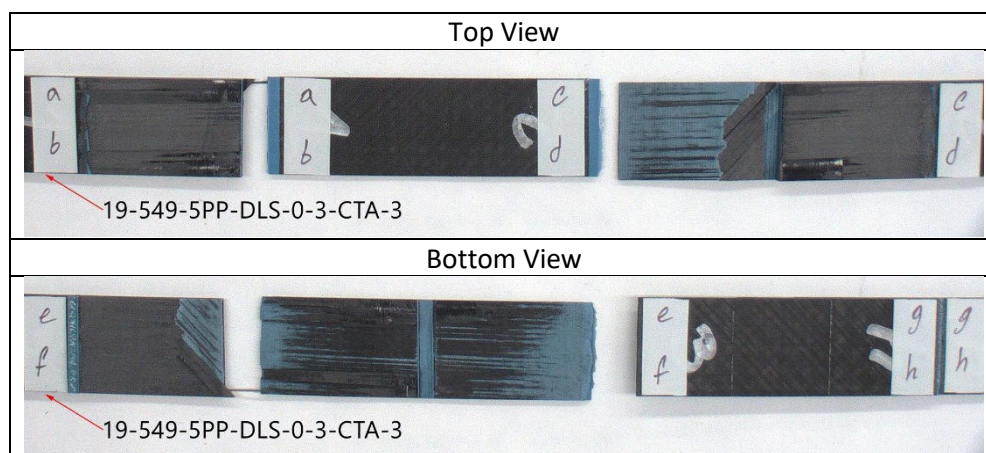 Top View
a
b
a
b
c
d
c
d
19-549-5PP-DLS-0-3-CTA-3
Bottom View
e
f
e
f
g
h
g
h
19-549-5PP-DLS-0-3-CTA-3